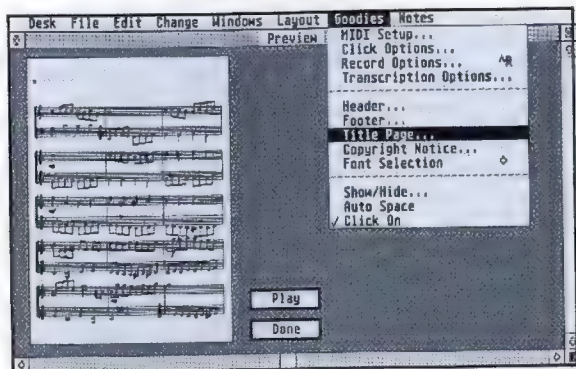 Desk File Edit Change Windows Layout Goodies Notes
Preview
MIDI Setup...
Click Options...
Record Options... ^R
Transcription Options...
Header...
Footer...
Title Page...
Copyright Notice...
Font Selection ◇
Show/Hide...
Auto Space
✓ Click On
Play
Done